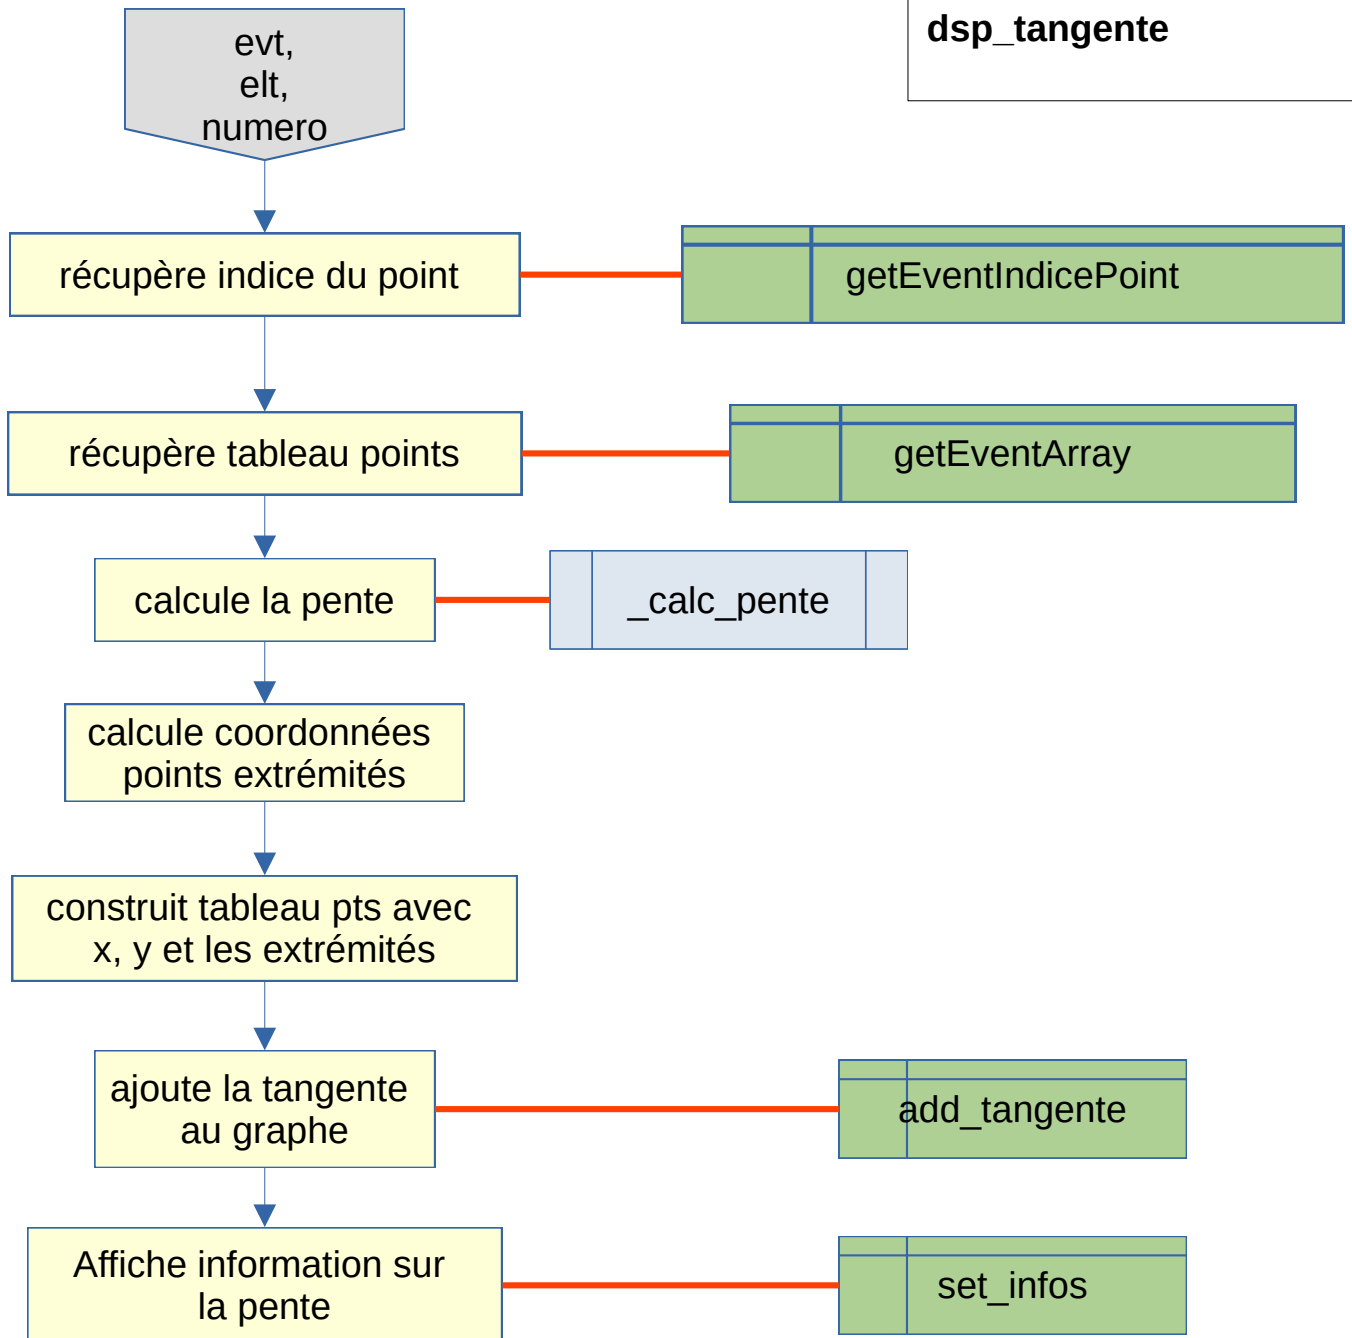 dsp_tangente
evt,
elt,
numero
récupère indice du point
getEventIndicePoint
récupère tableau points
getEventArray
calcule la pente
_calc_pente
calcule coordonnées
points extrémités
construit tableau pts avec
x, y et les extrémités
ajoute la tangente
au graphe
add_tangente
Affiche information sur
la pente
set_infos